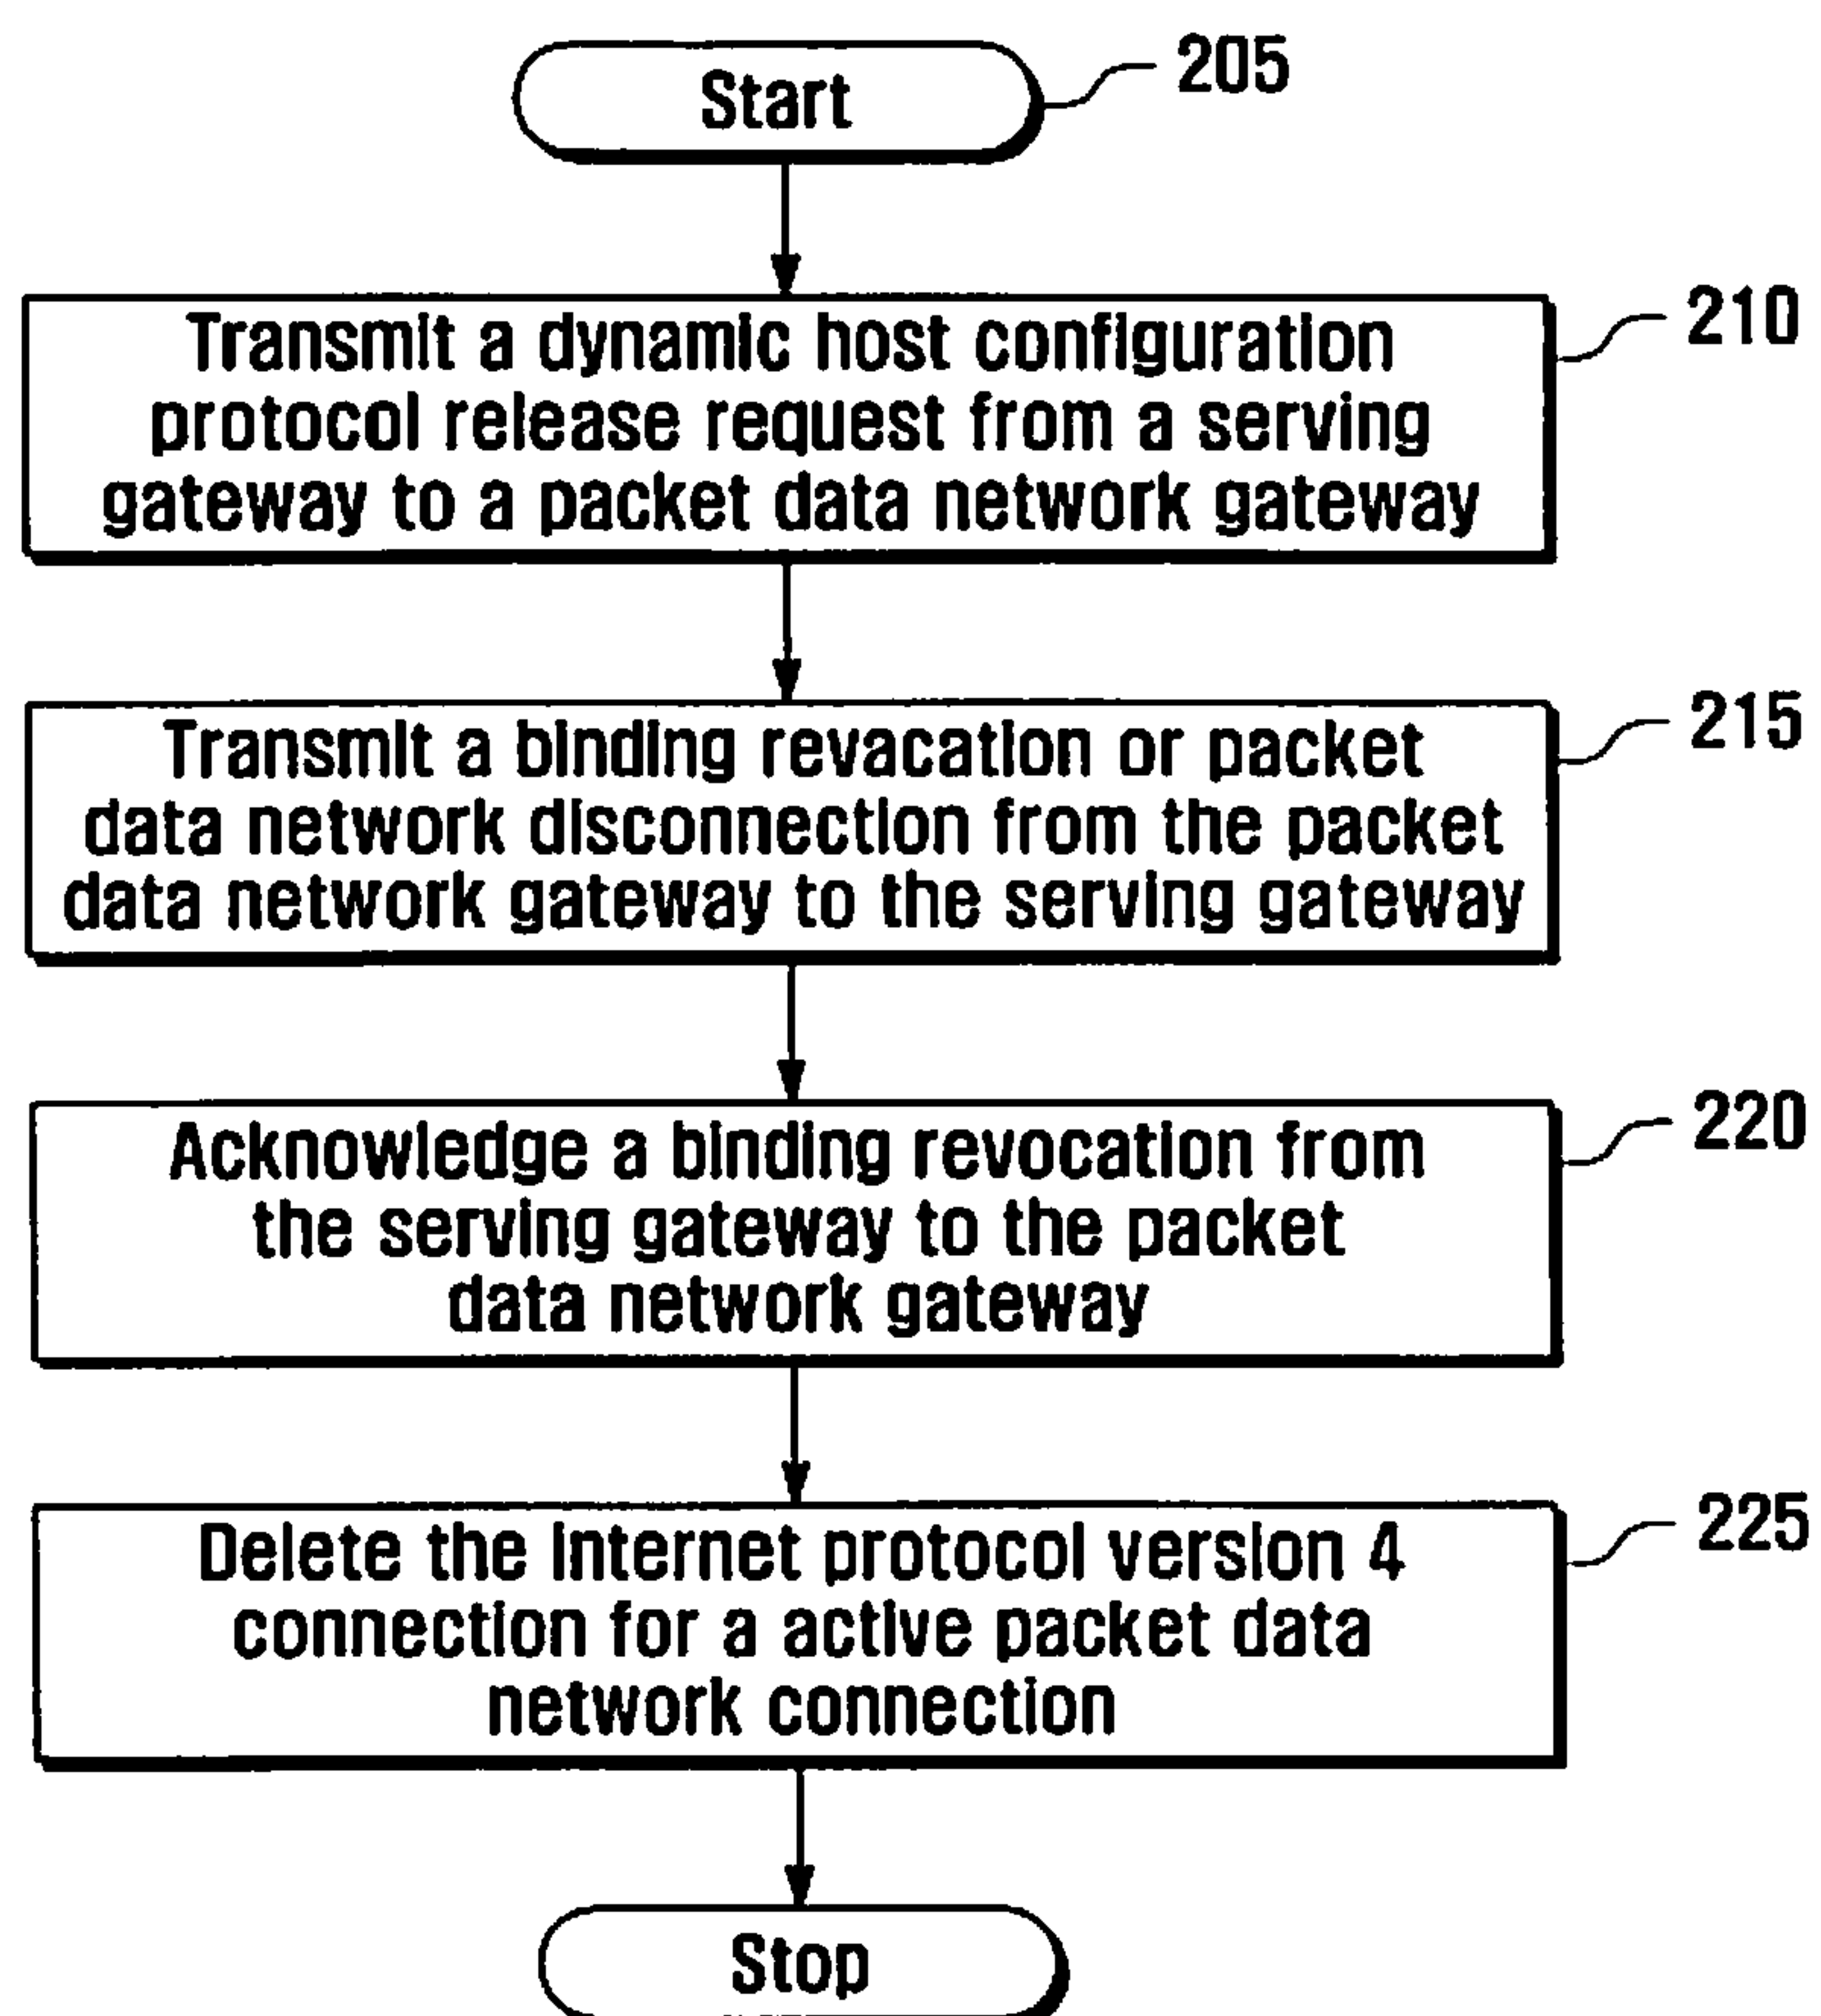 Start
205
Transmit a dynamic host configuration
protocol release request from a serving
gateway to a packet data network gateway
210
Transmit a binding revacation or packet
data network disconnection from the packet
data network gateway to the serving gateway
215
Acknowledge a binding revocation from
the serving gateway to the packet
data network gateway
220
Delete the Internet protocol version 4
connection for a active packet data
network connection
225
Stop